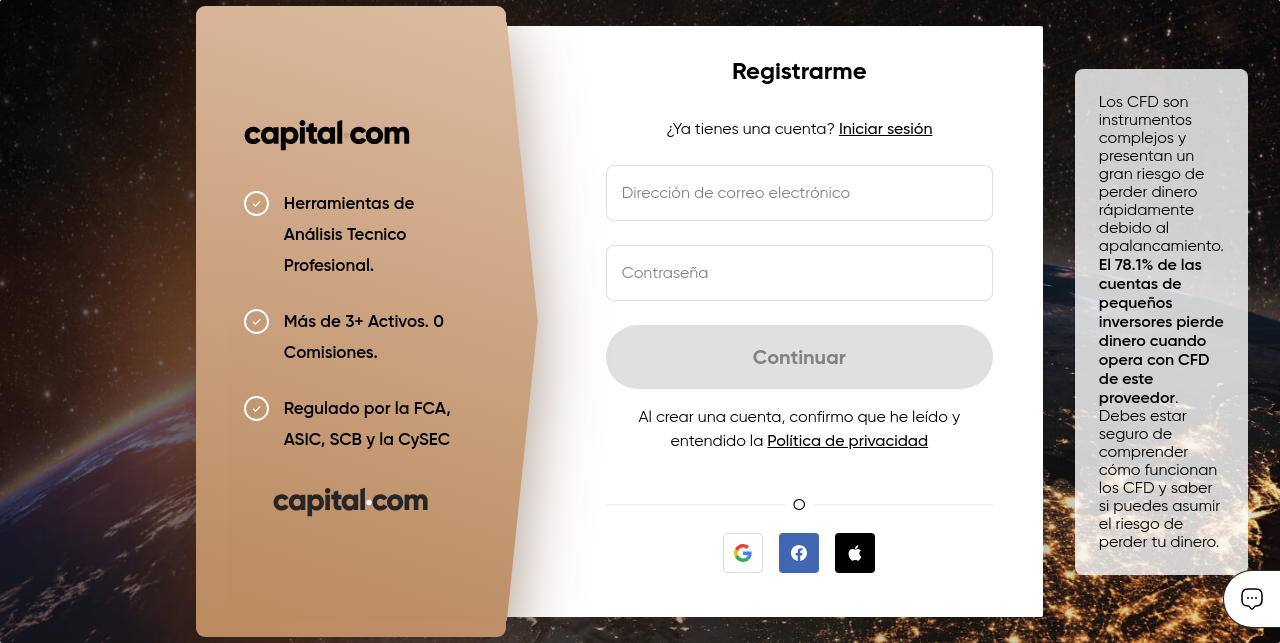 capital.com
Herramientas de
Análisis Tecnico
Profesional.
Más de 3+ Activos. 0
Comisiones.
Regulado por la FCA,
ASIC, SCB y la CySEC
capital.com
Registrarme
¿Ya tienes una cuenta? Iniciar sesión
Dirección de correo electrónico
Contraseña
Continuar
Al crear una cuenta, confirmo que he leído y
entendido la Política de privacidad
O
Los CFD son
instrumentos
complejos y
presentan un
gran riesgo de
perder dinero
rápidamente
debido al
apalancamiento.
El 78.1% de las
cuentas de
pequeños
inversores pierde
dinero cuando
opera con CFD
de este
proveedor.
Debes estar
seguro de
comprender
cómo funcionan
los CFD y saber
si puedes asumir
el riesgo de
perder tu dinero.